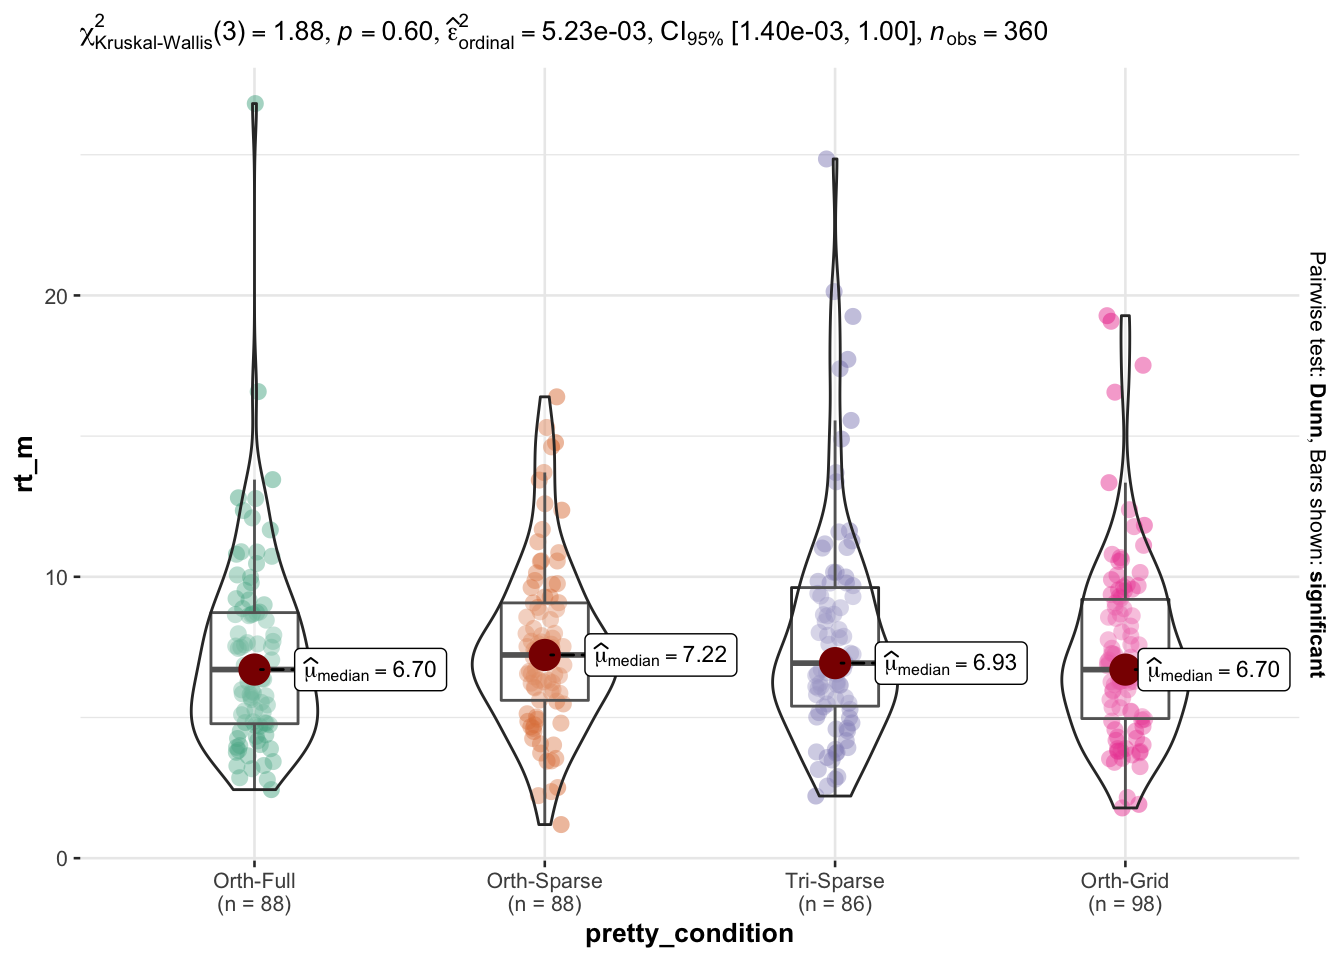 χ²Kruskal-Wallis(3) = 1.88, p = 0.60, ε̂²ordinal = 5.23e-03, CI95% [1.40e-03, 1.00], nobs = 360
rt_m
20
10
0
μ̂median = 6.70
μ̂median = 7.22
μ̂median = 6.93
μ̂median = 6.70
Pairwise test: Dunn, Bars shown: significant
Orth-Full
(n = 88)
Orth-Sparse
(n = 88)
Tri-Sparse
(n = 86)
Orth-Grid
(n = 98)
pretty_condition